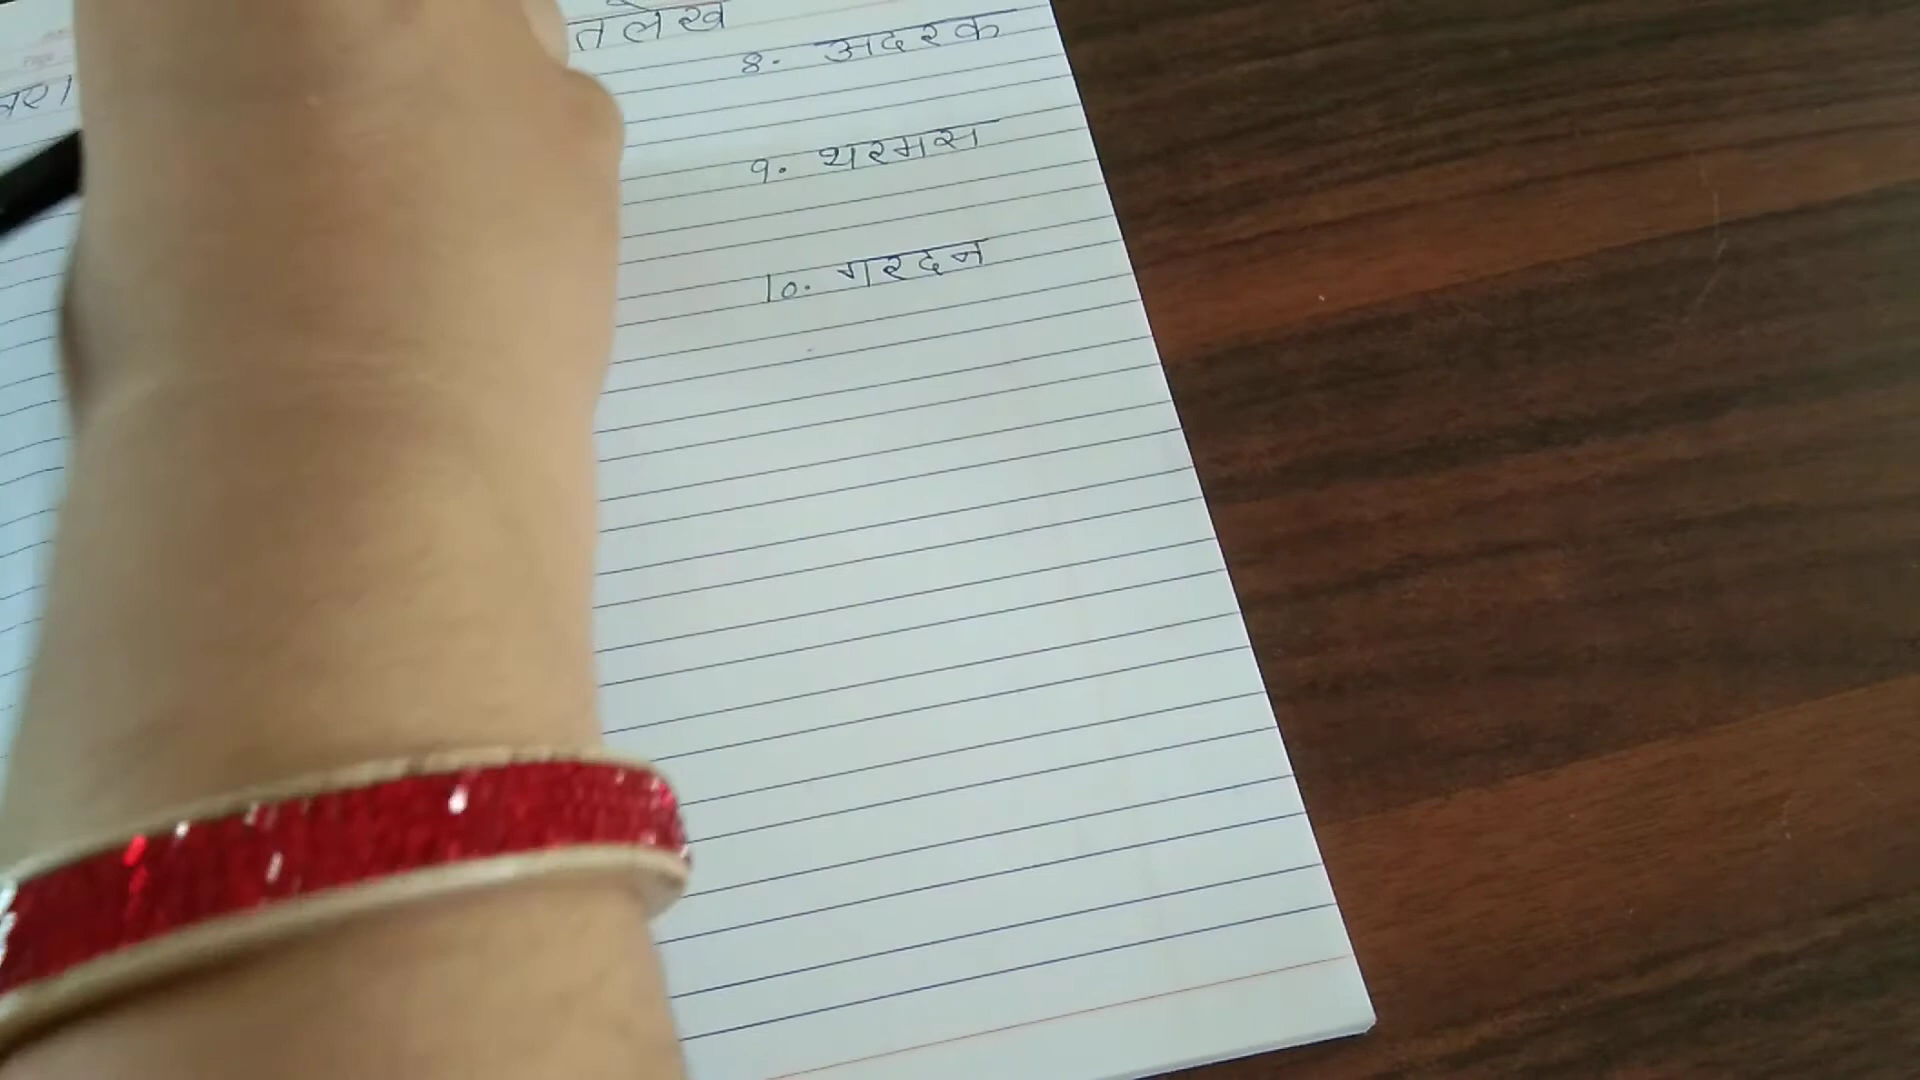 तलेख
8. अदरक
9. थरमस
10. गरदन